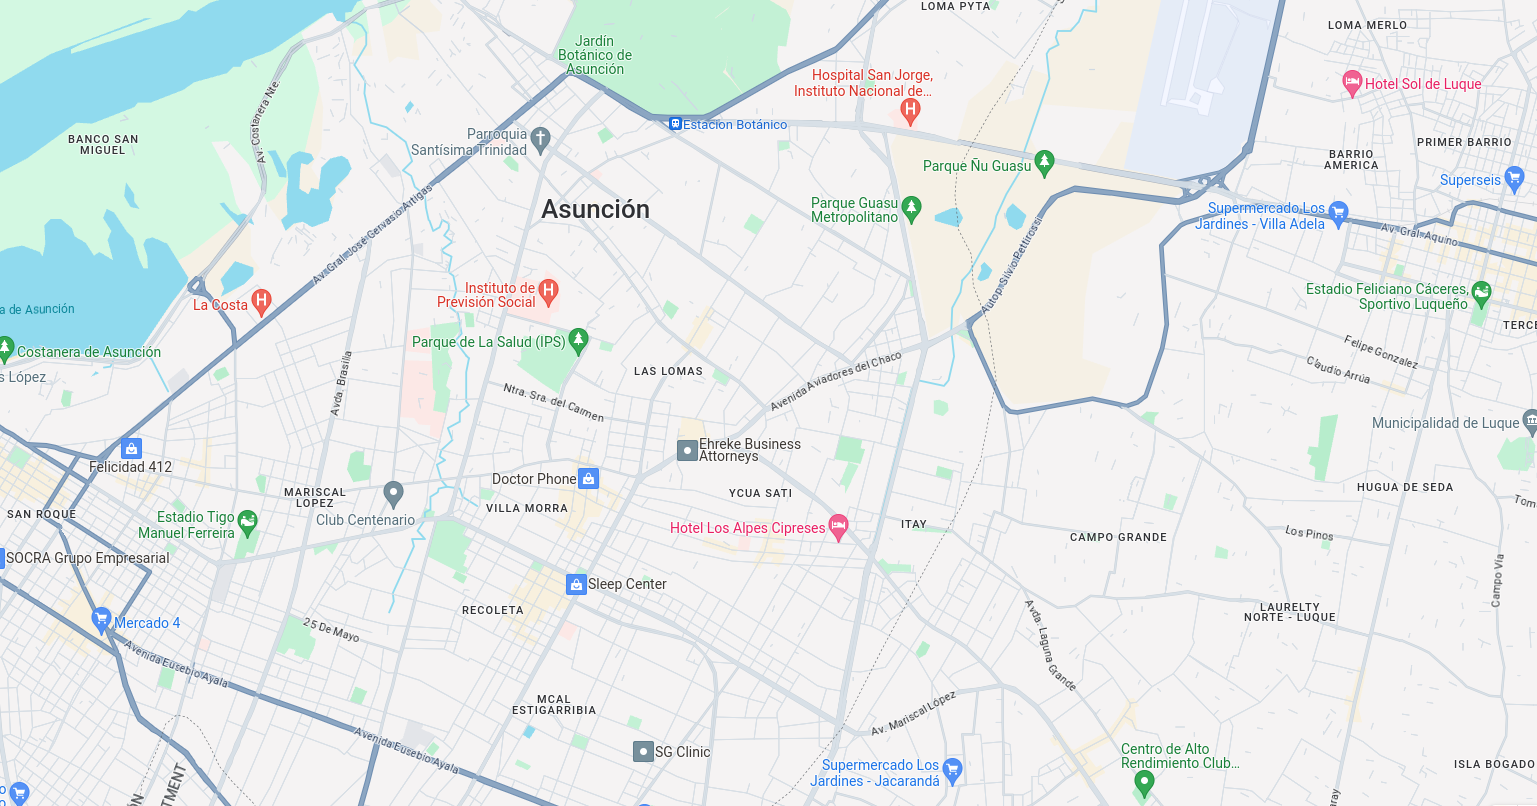 LOMA PYTA
LOMA MERLO
Jardín
Botánico de
Asunción
Hospital San Jorge,
Instituto Nacional de...
Hotel Sol de Luque
Av. Costanera Nte.
BANCO SAN
MIGUEL
Parroquia
Santísima Trinidad
Estacion Botánico
Parque Ñu Guasu
BARRIO
AMERICA
PRIMER BARRIO
Superseis
Asunción
Parque Guasu
Metropolitano
Supermercado Los
Jardines - Villa Adela
Av. Gral. José Gervasio Artigas
Autop. Silvio Pettirossi
Av. Gral. Aquino
Instituto de
Previsión Social
La Costa
a de Asunción
Estadio Feliciano Cáceres,
Sportivo Luqueño
TERCE
Costanera de Asunción
s López
Parque de La Salud (IPS)
LAS LOMAS
Felipe Gonzalez
Claudio Arrúa
Avda. Brasilia
Ntra. Sra. del Carmen
Avenida Aviadores del Chaco
Municipalidad de Luque
Felicidad 412
Ehreke Business
Attorneys
Doctor Phone
MARISCAL
LOPEZ
YCUA SATI
HUGUA DE SEDA
Tom
SAN ROQUE
Estadio Tigo
Manuel Ferreira
Club Centenario
VILLA MORRA
Hotel Los Alpes Cipreses
ITAY
CAMPO GRANDE
Los Pinos
SOCRA Grupo Empresarial
Sleep Center
Campo Vía
Mercado 4
25 De Mayo
RECOLETA
Avda. Laguna Grande
LAURELTY
NORTE - LUQUE
Avenida Eusebio Ayala
MCAL
ESTIGARRIBIA
Av. Mariscal López
Avenida Eusebio Ayala
SG Clinic
Supermercado Los
Jardines - Jacarandá
Centro de Alto
Rendimiento Club...
ISLA BOGADO
o
ÓN
TMENT
aray